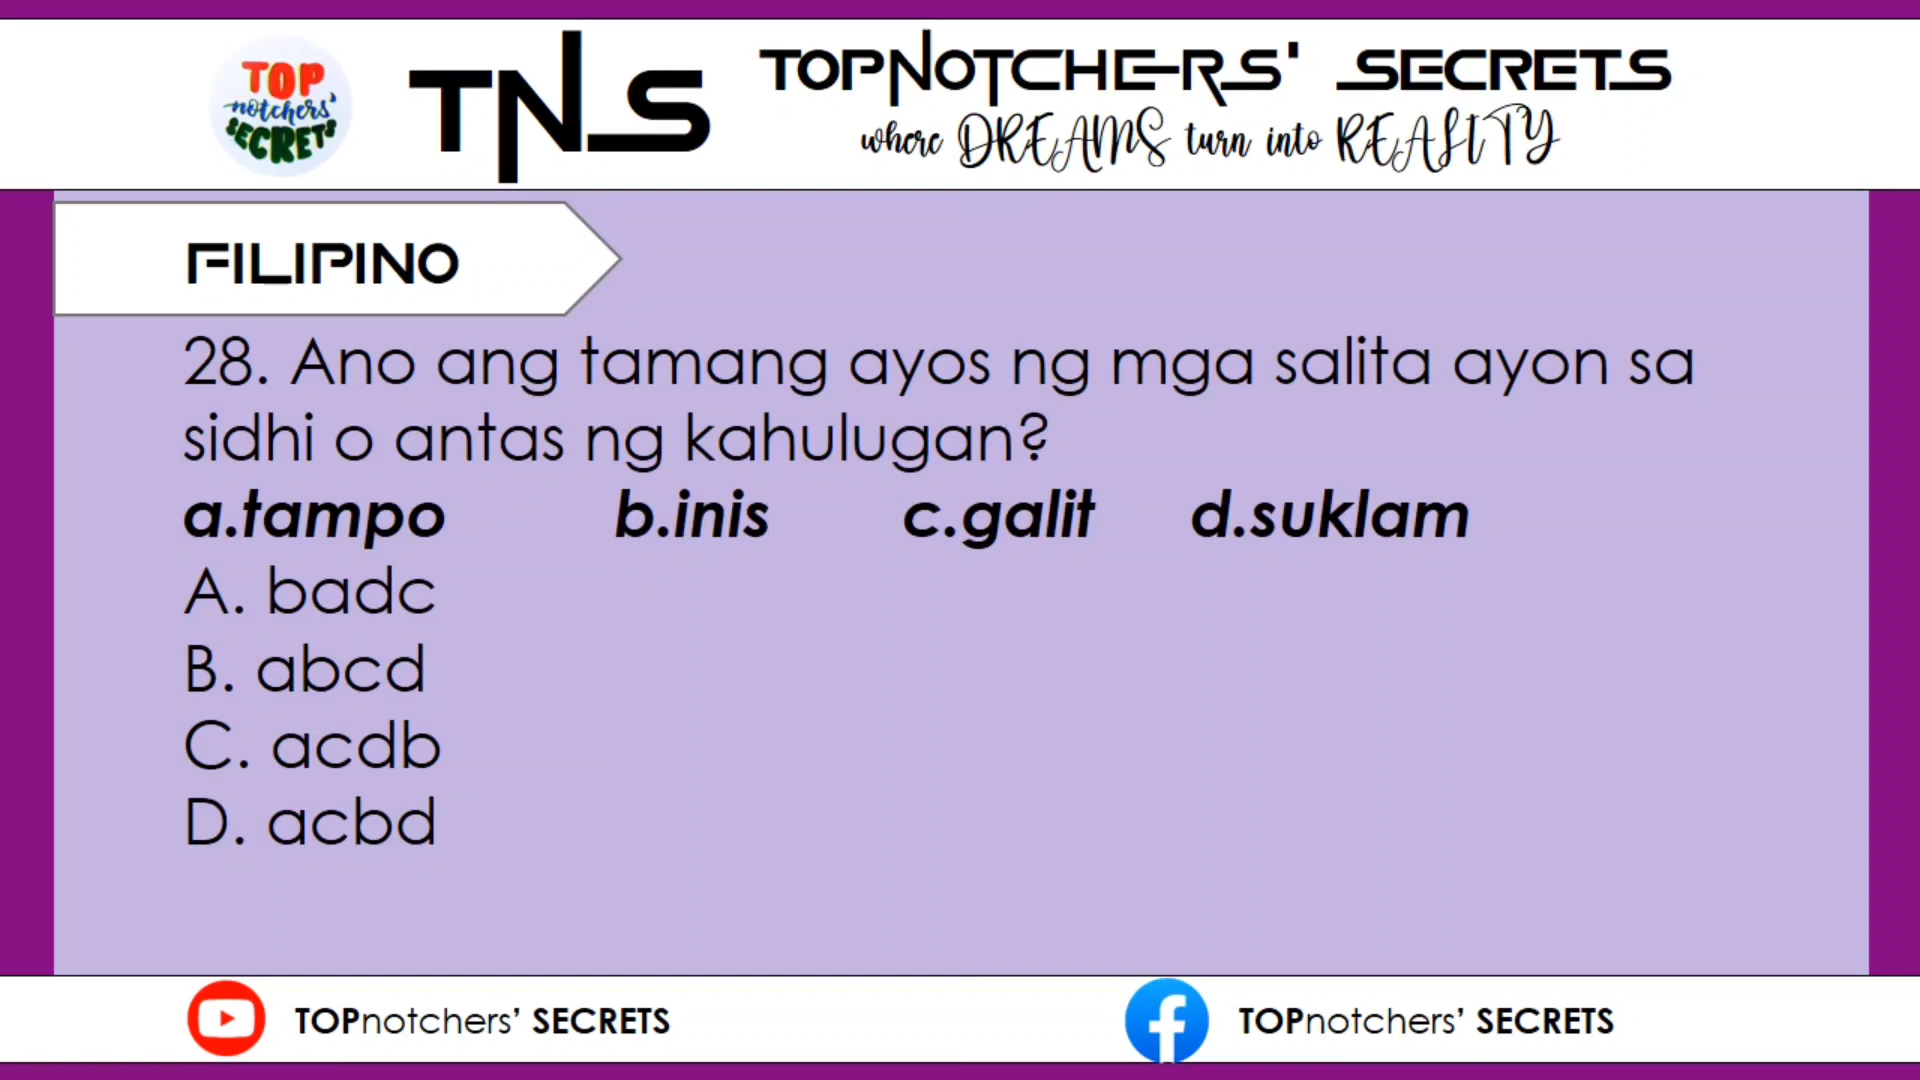 TOP
notchers'
SECRETS
TNS
TOPNOTCHERS' SECRETS
where DREAMS turn into REALITY
FILIPINO
28. Ano ang tamang ayos ng mga salita ayon sa
sidhi o antas ng kahulugan?
a.tampo b.inis c.galit d.suklam
A. badc
B. abcd
C. acdb
D. acbd
TOPnotchers’ SECRETS
TOPnotchers’ SECRETS